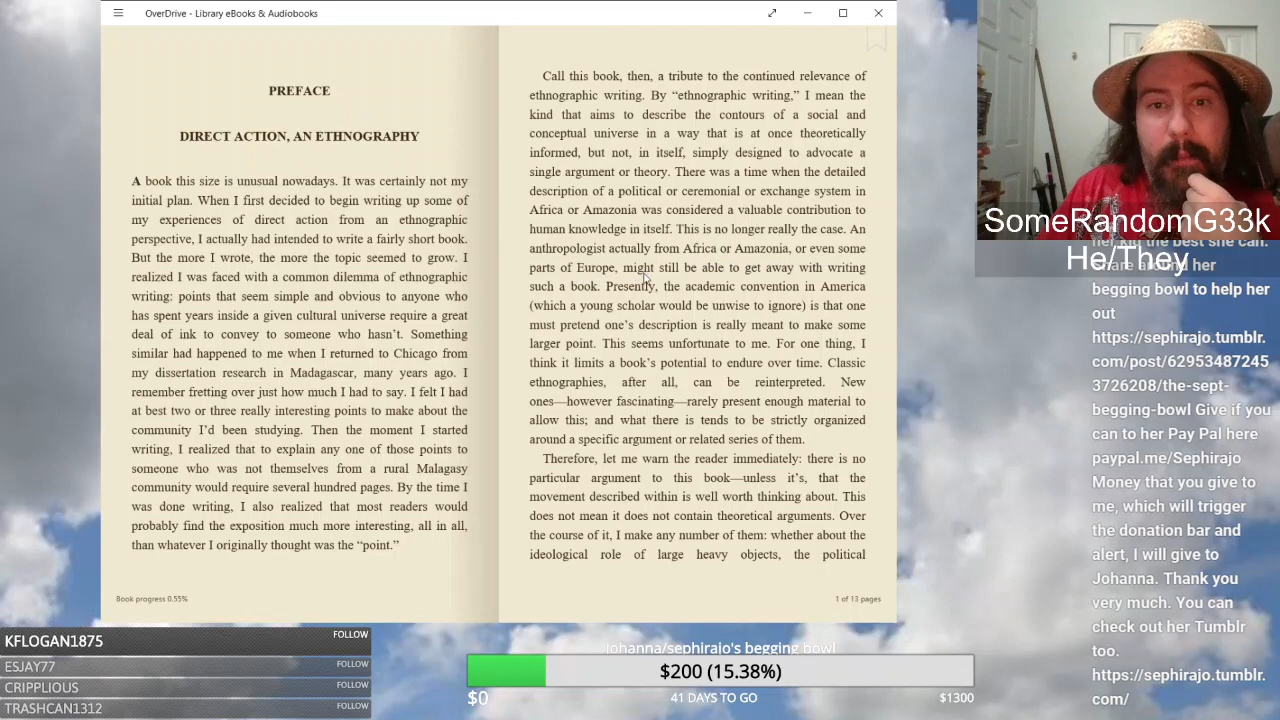 OverDrive - Library eBooks & Audiobooks
PREFACE
DIRECT ACTION, AN ETHNOGRAPHY
A book this size is unusual nowadays. It was certainly not my
initial plan. When I first decided to begin writing up some of
my experiences of direct action from an ethnographic
perspective, I actually had intended to write a fairly short book.
But the more I wrote, the more the topic seemed to grow. I
realized I was faced with a common dilemma of ethnographic
writing: points that seem simple and obvious to anyone who
has spent years inside a given cultural universe require a great
deal of ink to convey to someone who hasn't. Something
similar had happened to me when I returned to Chicago from
my dissertation research in Madagascar, many years ago. I
remember fretting over just how much I had to say. I felt I had
at best two or three really interesting points to make about the
community I'd been studying. Then the moment I started
writing, I realized that to explain any one of those points to
someone who was not themselves from a rural Malagasy
community would require several hundred pages. By the time I
was done writing, I also realized that most readers would
probably find the exposition much more interesting, all in all,
than whatever I originally thought was the “point.”
Book progress 0.55%
Call this book, then, a tribute to the continued relevance of
ethnographic writing. By “ethnographic writing,” I mean the
kind that aims to describe the contours of a social and
conceptual universe in a way that is at once theoretically
informed, but not, in itself, simply designed to advocate a
single argument or theory. There was a time when the detailed
description of a political or ceremonial or exchange system in
Africa or Amazonia was considered a valuable contribution to
human knowledge in itself. This is no longer really the case. An
anthropologist actually from Africa or Amazonia, or even some
parts of Europe, might still be able to get away with writing
such a book. Presently, the academic convention in America
(which a young scholar would be unwise to ignore) is that one
must pretend one's description is really meant to make some
larger point. This seems unfortunate to me. For one thing, I
think it limits a book's potential to endure over time. Classic
ethnographies, after all, can be reinterpreted. New
ones—however fascinating—rarely present enough material to
allow this; and what there is tends to be strictly organized
around a specific argument or related series of them.
Therefore, let me warn the reader immediately: there is no
particular argument to this book—unless it's, that the
movement described within is well worth thinking about. This
does not mean it does not contain theoretical arguments. Over
the course of it, I make any number of them: whether about the
ideological role of large heavy objects, the political
1 of 13 pages
SomeRandomG33k
He/They
her kid the best she can.
Share around her
begging bowl to help her
out
https://sephirajo.tumblr.
com/post/62953487245
3726208/the-sept-
begging-bowl Give if you
can to her Pay Pal here
paypal.me/Sephirajo
Money that you give to
me, which will trigger
the donation bar and
alert, I will give to
Johanna. Thank you
very much. You can
check out her Tumblr
too.
https://sephirajo.tumblr.
com/
KFLOGAN1875 FOLLOW
ESJAY77 FOLLOW
CRIPPLIOUS FOLLOW
TRASHCAN1312 FOLLOW
Johanna/sephirajo's begging bowl
$200 (15.38%)
$0 41 DAYS TO GO $1300